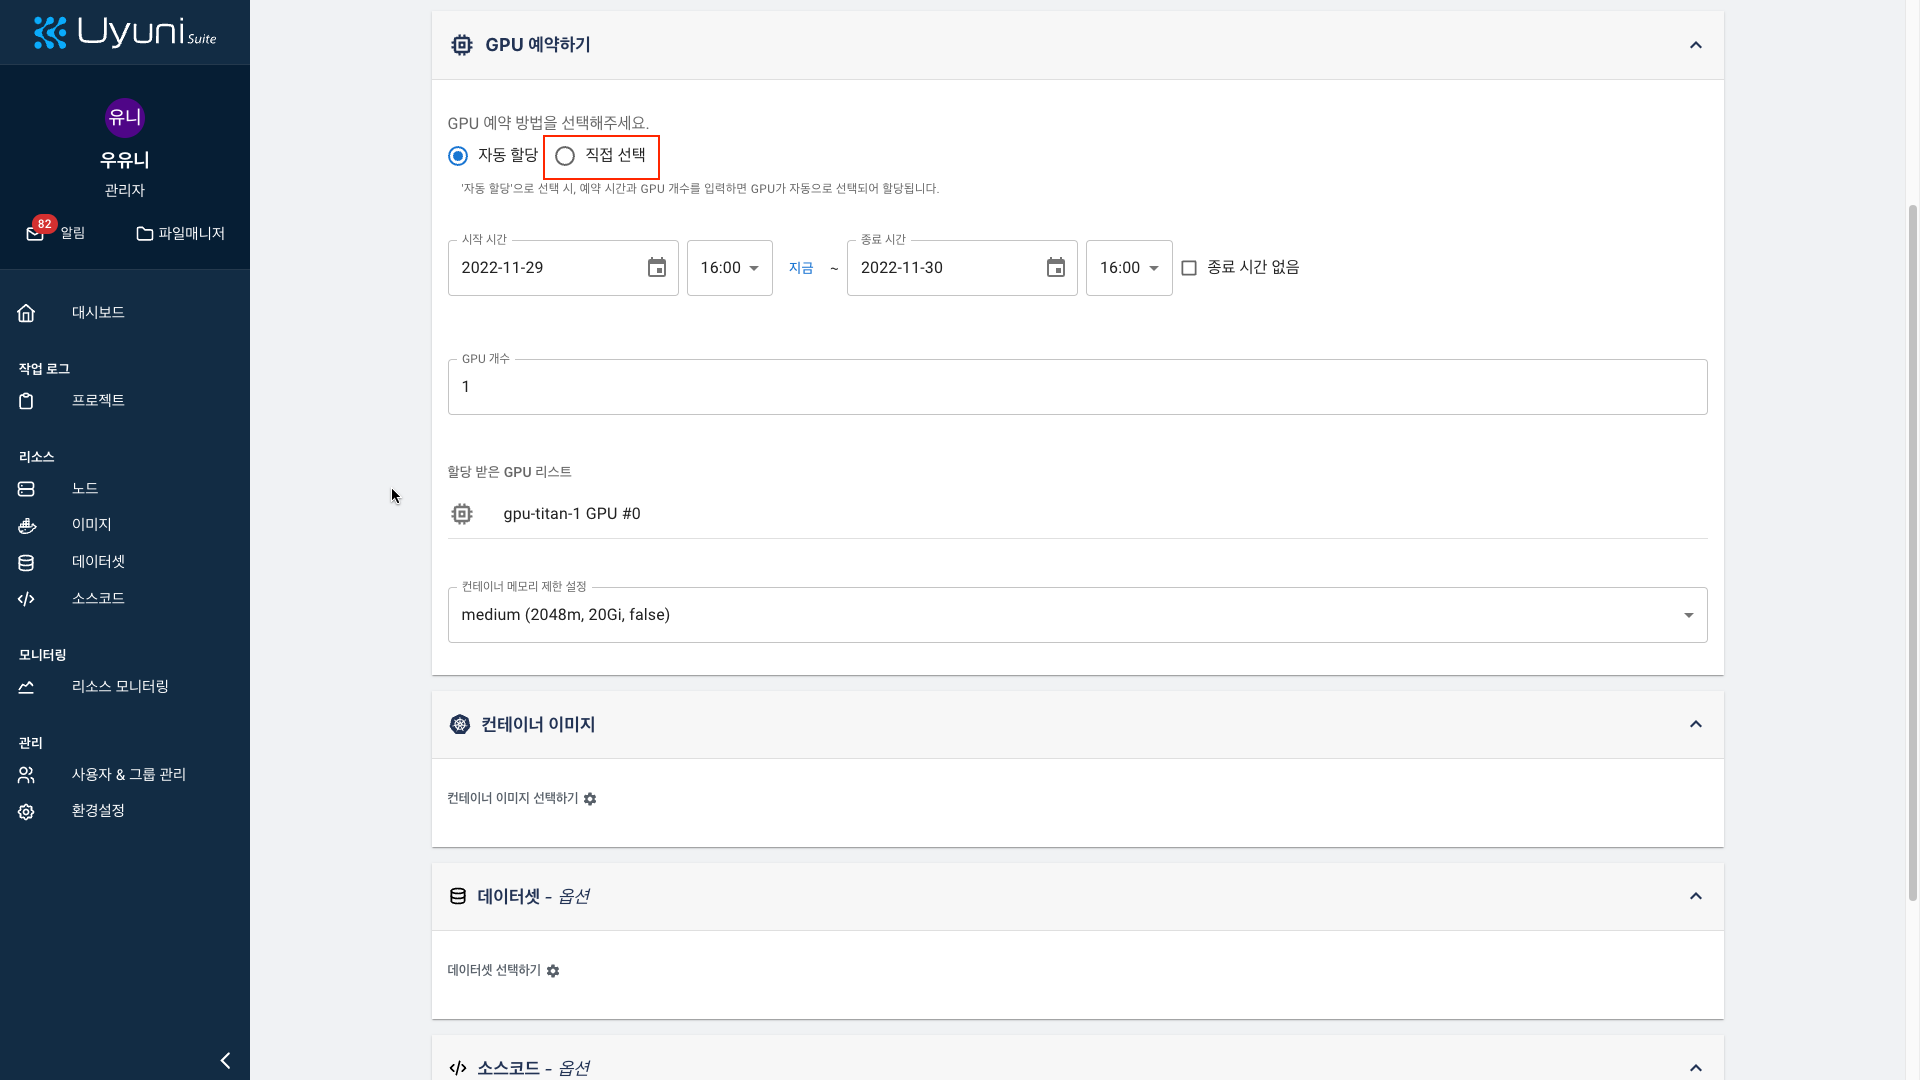 Uyuni Suite
유니
우유니
관리자
82
알림
파일매니저
대시보드
작업 로그
프로젝트
리소스
노드
이미지
데이터셋
소스코드
모니터링
리소스 모니터링
관리
사용자 & 그룹 관리
환경설정
GPU 예약하기
GPU 예약 방법을 선택해주세요.
자동 할당 직접 선택
'자동 할당'으로 선택 시, 예약 시간과 GPU 개수를 입력하면 GPU가 자동으로 선택되어 할당됩니다.
시작 시간 종료 시간
2022-11-29 16:00 지금 ~ 2022-11-30 16:00 종료 시간 없음
GPU 개수
1
할당 받은 GPU 리스트
gpu-titan-1 GPU #0
컨테이너 메모리 제한 설정
medium (2048m, 20Gi, false)
컨테이너 이미지
컨테이너 이미지 선택하기
데이터셋 - 옵션
데이터셋 선택하기
소스코드 - 옵션